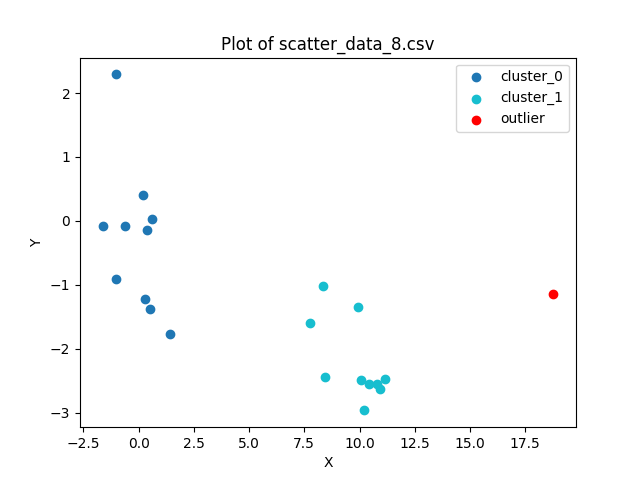 Plot of scatter_data_8.csv
cluster_0
cluster_1
outlier
2
1
0
−1
−2
−3
Y
−2.5 0.0 2.5 5.0 7.5 10.0 12.5 15.0 17.5
X